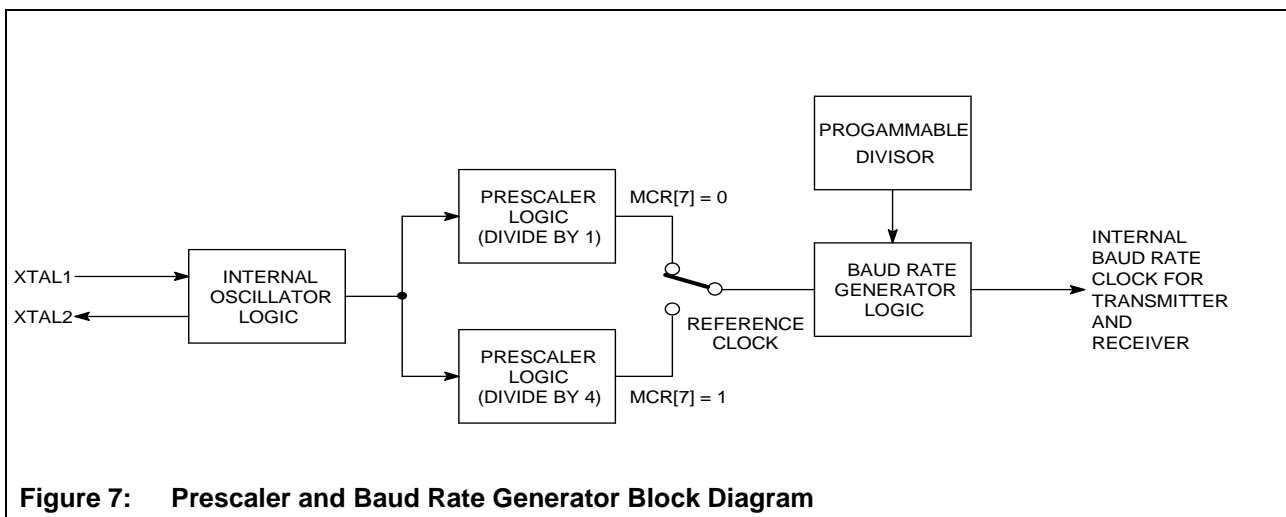 PROGAMMABLE
DIVISOR
PRESCALER
LOGIC
(DIVIDE BY 1)
MCR[7] = 0
XTAL1
XTAL2
INTERNAL
OSCILLATOR
LOGIC
BAUD RATE
GENERATOR
LOGIC
INTERNAL
BAUD RATE
CLOCK FOR
TRANSMITTER
AND
RECEIVER
REFERENCE
CLOCK
PRESCALER
LOGIC
(DIVIDE BY 4)
MCR[7] = 1
Figure 7: Prescaler and Baud Rate Generator Block Diagram